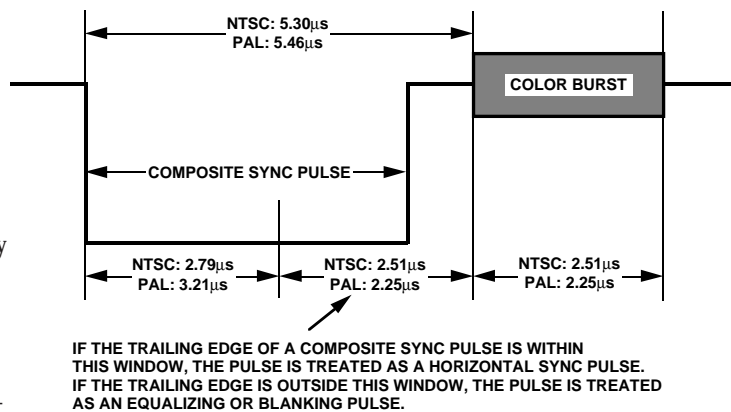 NTSC: 5.30μs
PAL: 5.46μs
COLOR BURST
COMPOSITE SYNC PULSE
y
NTSC: 2.79μs
PAL: 3.21μs
NTSC: 2.51μs
PAL: 2.25μs
NTSC: 2.51μs
PAL: 2.25μs
IF THE TRAILING EDGE OF A COMPOSITE SYNC PULSE IS WITHIN
THIS WINDOW, THE PULSE IS TREATED AS A HORIZONTAL SYNC PULSE.
IF THE TRAILING EDGE IS OUTSIDE THIS WINDOW, THE PULSE IS TREATED
AS AN EQUALIZING OR BLANKING PULSE.
-